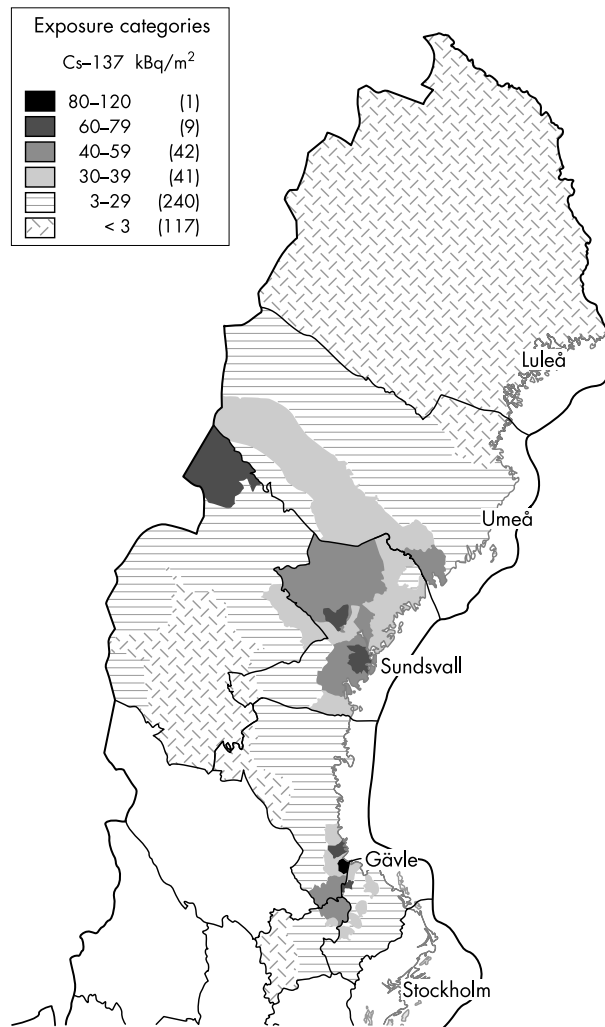 Exposure categories
Cs–137 kBq/m²
80–120 (1)
60–79 (9)
40–59 (42)
30–39 (41)
3–29 (240)
< 3 (117)
Luleå
Umeå
Sundsvall
Gävle
Stockholm